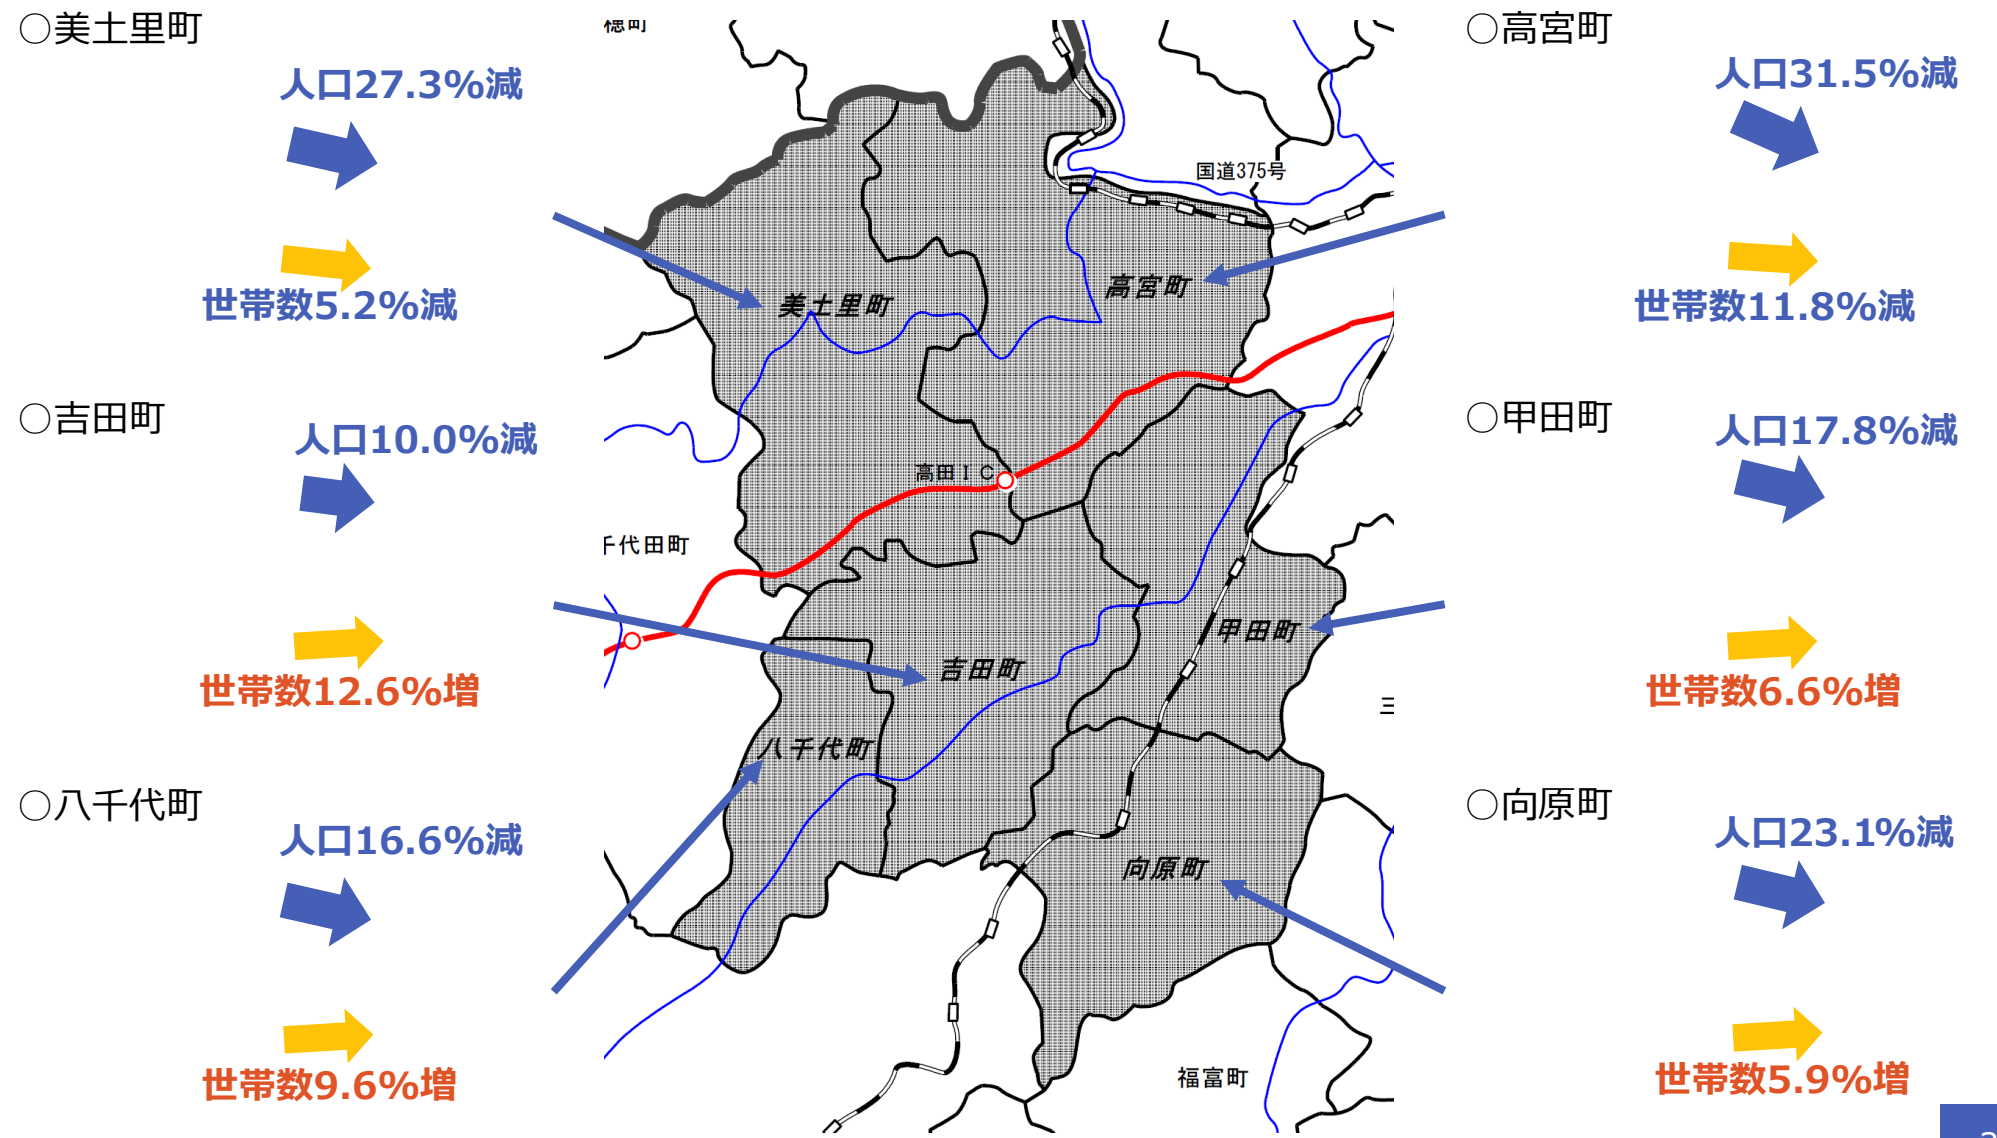 ○美土里町
人口27.3%減
世帯数5.2%減
○吉田町
人口10.0%減
世帯数12.6%増
○八千代町
人口16.6%減
世帯数9.6%増
穂町
国道375号
高宮町
美土里町
高田IC
千代田町
甲田町
吉田町
三
八千代町
向原町
福富町
○高宮町
人口31.5%減
世帯数11.8%減
○甲田町
人口17.8%減
世帯数6.6%増
○向原町
人口23.1%減
世帯数5.9%増